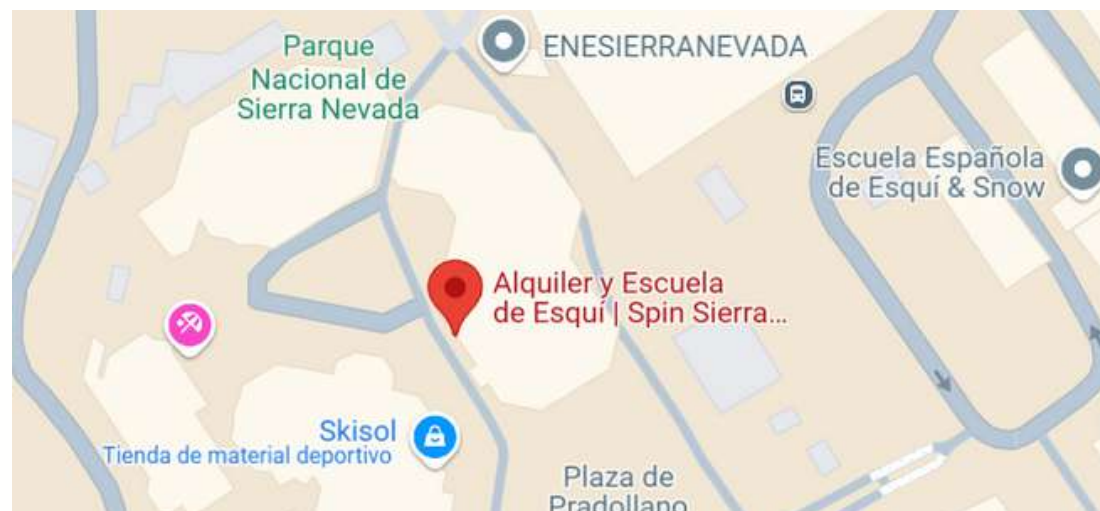 Parque
Nacional de
Sierra Nevada
ENESIERRANEVADA
Escuela Española
de Esquí & Snow
Alquiler y Escuela
de Esquí | Spin Sierra...
Skisol
Tienda de material deportivo
Plaza de
Pradollano